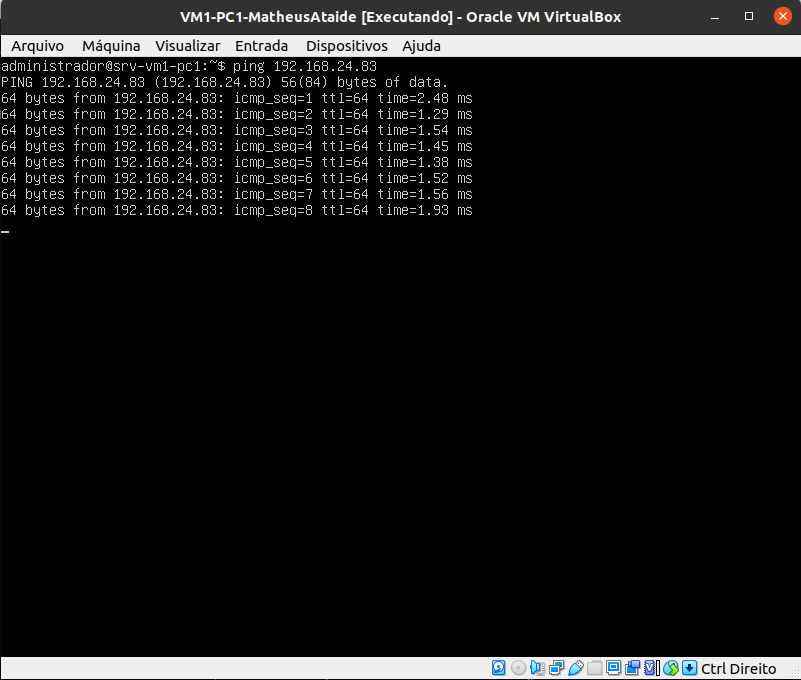 VM1-PC1-MatheusAtaide [Executando] - Oracle VM VirtualBox
Arquivo Máquina Visualizar Entrada Dispositivos Ajuda
administrador@srv-vm1-pc1:~$ ping 192.168.24.83
PING 192.168.24.83 (192.168.24.83) 56(84) bytes of data.
64 bytes from 192.168.24.83: icmp_seq=1 ttl=64 time=2.48 ms
64 bytes from 192.168.24.83: icmp_seq=2 ttl=64 time=1.29 ms
64 bytes from 192.168.24.83: icmp_seq=3 ttl=64 time=1.54 ms
64 bytes from 192.168.24.83: icmp_seq=4 ttl=64 time=1.45 ms
64 bytes from 192.168.24.83: icmp_seq=5 ttl=64 time=1.38 ms
64 bytes from 192.168.24.83: icmp_seq=6 ttl=64 time=1.52 ms
64 bytes from 192.168.24.83: icmp_seq=7 ttl=64 time=1.56 ms
64 bytes from 192.168.24.83: icmp_seq=8 ttl=64 time=1.93 ms
Ctrl Direito